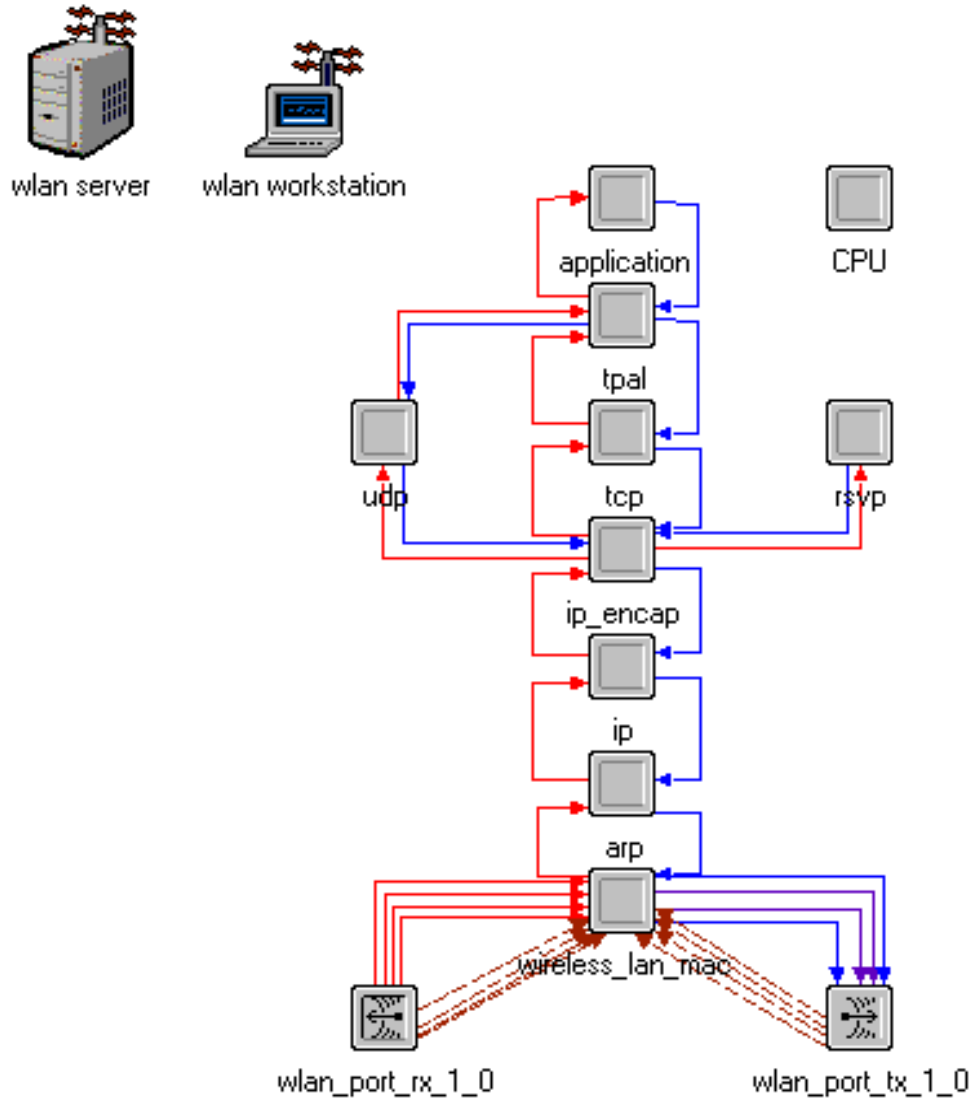 wlan server
wlan workstation
application
CPU
tpal
udp
tcp
rsvp
ip_encap
ip
arp
wireless_lan_mac
wlan_port_rx_1_0
wlan_port_tx_1_0